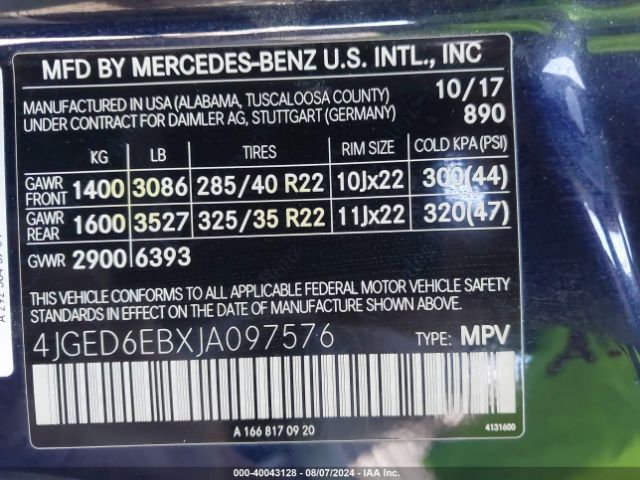 MFD BY MERCEDES-BENZ U.S. INTL., INC
MANUFACTURED IN USA (ALABAMA, TUSCALOOSA COUNTY) 10/17
UNDER CONTRACT FOR DAIMLER AG, STUTTGART (GERMANY) 890
KG LB TIRES RIM SIZE COLD KPA (PSI)
GAWR FRONT 1400 3086 285/40 R22 10Jx22 300(44)
GAWR REAR 1600 3527 325/35 R22 11Jx22 320(47)
GVWR 2900 6393
THIS VEHICLE CONFORMS TO ALL APPLICABLE FEDERAL MOTOR VEHICLE SAFETY
STANDARDS IN EFFECT ON THE DATE OF MANUFACTURE SHOWN ABOVE.
4JGED6EBXJA097576 TYPE: MPV
A 166 817 09 20 4131600
000-40043128 - 08/07/2024 - IAA Inc.